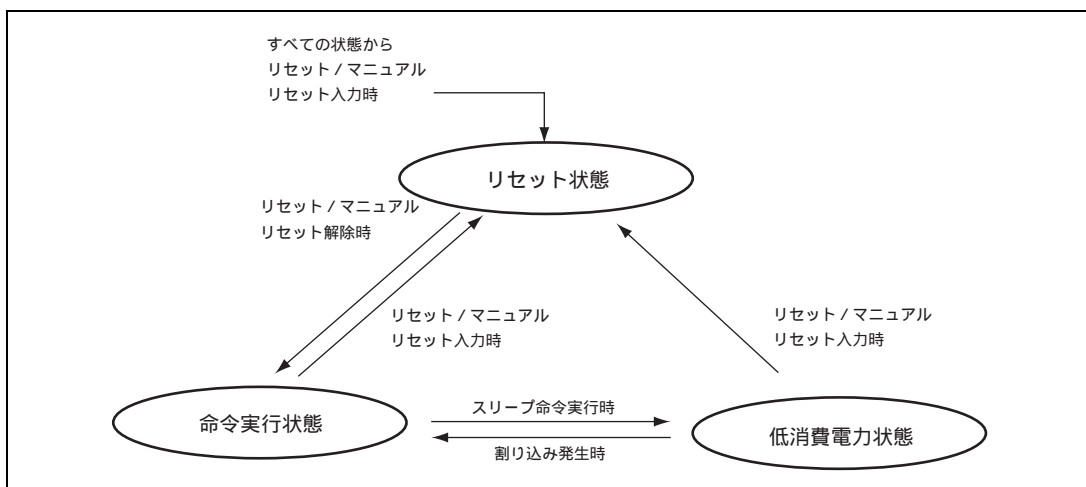 すべての状態から
リセット / マニュアル
リセット入力時
リセット状態
リセット / マニュアル
リセット解除時
リセット / マニュアル
リセット入力時
リセット / マニュアル
リセット入力時
命令実行状態
スリープ命令実行時
割り込み発生時
低消費電力状態